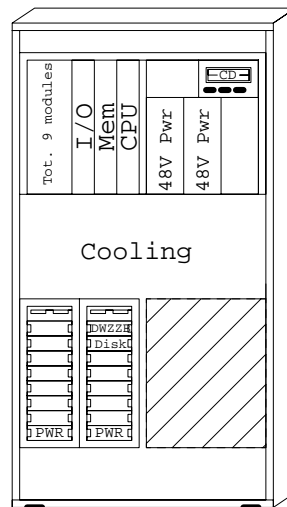 Tot. 9 modules
I/O
Mem
CPU
CD
48V Pwr
48V Pwr
Cooling
DWZZB
Disk
PWR
PWR